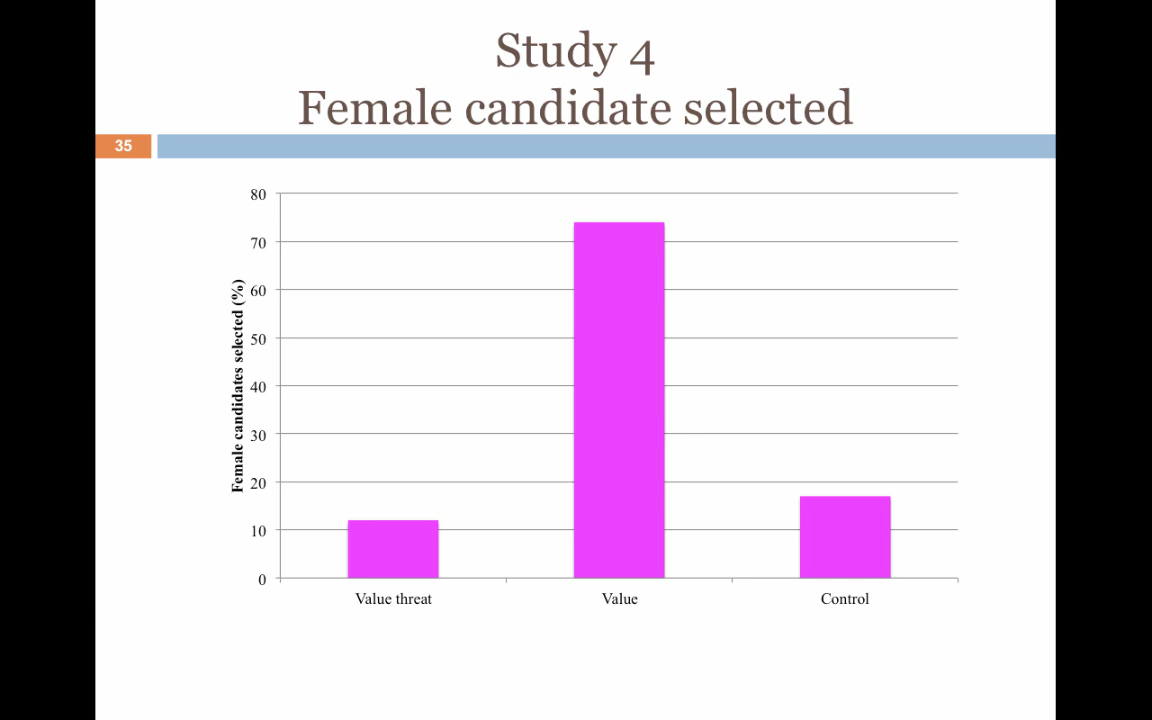 Study 4
Female candidate selected
35
Female candidates selected (%)
80
70
60
50
40
30
20
10
0
Value threat
Value
Control